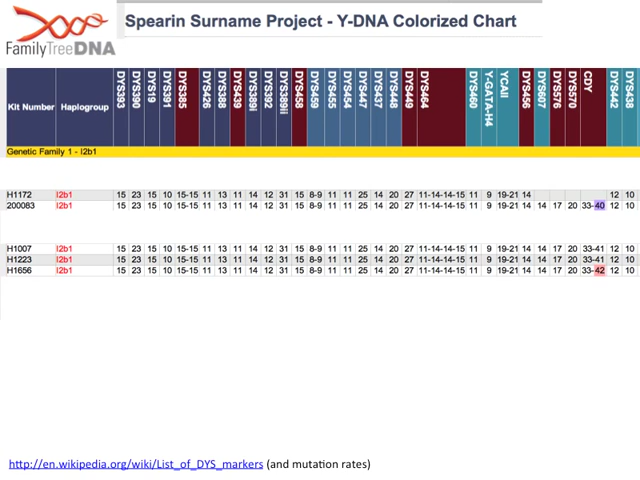 FamilyTreeDNA
Spearin Surname Project - Y-DNA Colorized Chart
Kit Number Haplogroup DYS393 DYS390 DYS19 DYS391 DYS385 DYS426 DYS388 DYS439 DYS389i DYS392 DYS389ii DYS458 DYS459 DYS455 DYS454 DYS447 DYS437 DYS448 DYS449 DYS464 DYS460 Y-GATA-H4 YCAII DYS456 DYS607 DYS576 DYS570 CDY DYS442 DYS438
Genetic Family 1 - I2b1
H1172 I2b1 15 23 15 10 15-15 11 13 11 14 12 31 15 8-9 11 11 25 14 20 27 11-14-14-15 11 9 19-21 14 12 10
200083 I2b1 15 23 15 10 15-15 11 13 11 14 12 31 15 8-9 11 11 25 14 20 27 11-14-14-15 11 9 19-21 14 14 17 20 33-40 12 10
H1007 I2b1 15 23 15 10 15-15 11 13 11 14 12 31 15 8-9 11 11 25 14 20 27 11-14-14-15 11 9 19-21 14 14 17 20 33-41 12 10
H1223 I2b1 15 23 15 10 15-15 11 13 11 14 12 31 15 8-9 11 11 25 14 20 27 11-14-14-15 11 9 19-21 14 14 17 20 33-41 12 10
H1656 I2b1 15 23 15 10 15-15 11 13 11 14 12 31 15 8-9 11 11 25 14 20 27 11-14-14-15 11 9 19-21 14 14 17 20 33-42 12 10
http://en.wikipedia.org/wiki/List_of_DYS_markers (and mutation rates)